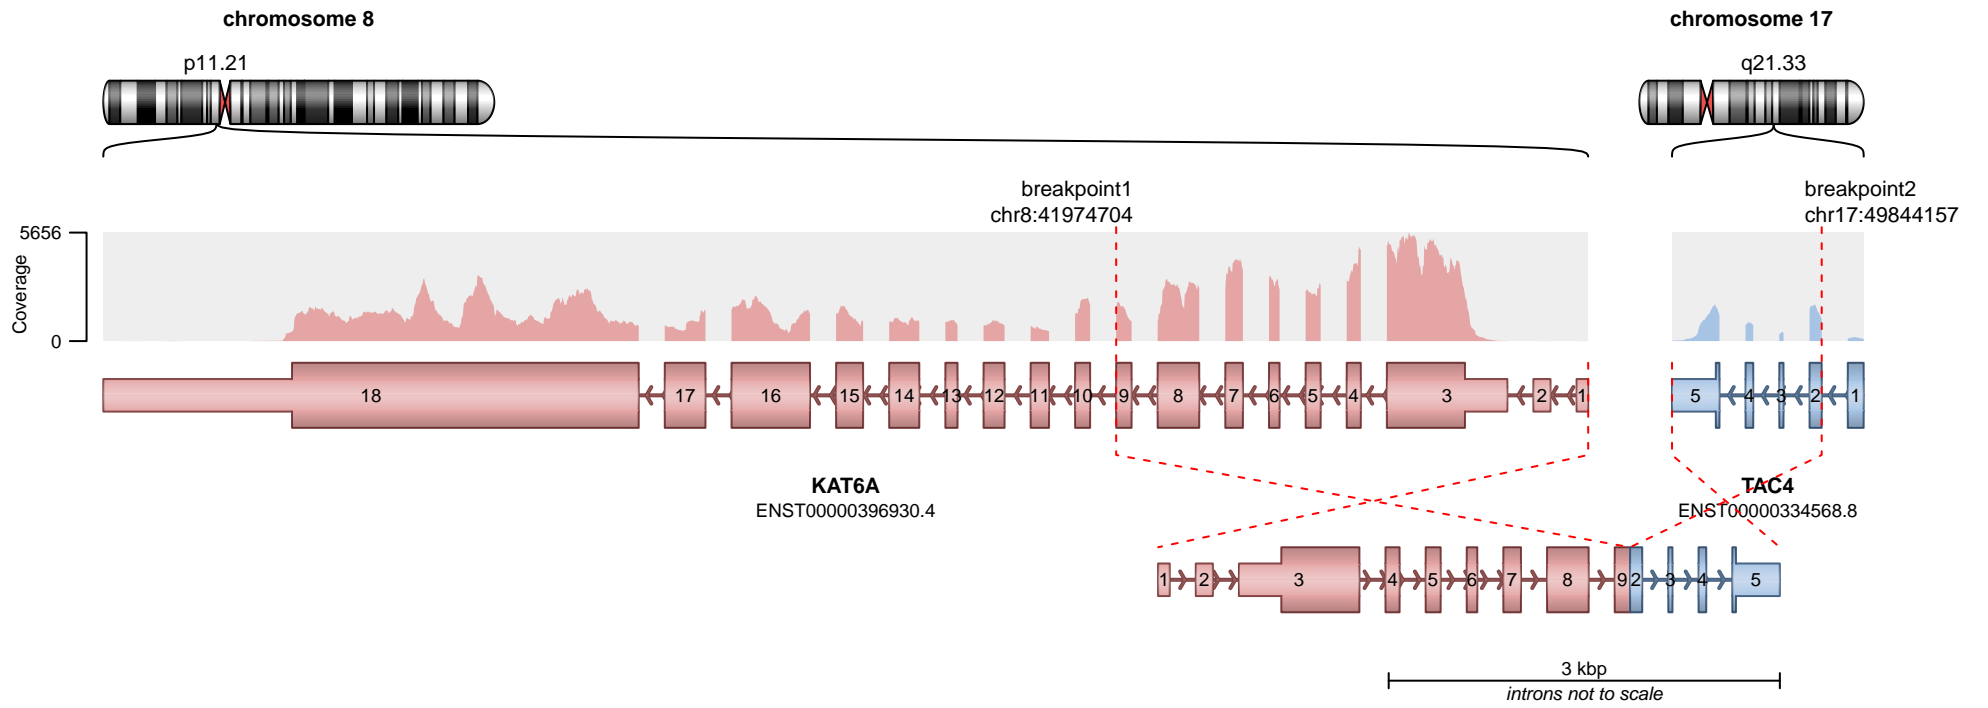 chromosome 8
chromosome 17
p11.21
q21.33
breakpoint1
chr8:41974704
breakpoint2
chr17:49844157
5656
Coverage
0
18 17 16 15 14 13 12 11 10 9 8 7 6 5 4 3 2 1
5 4 3 2 1
KAT6A
ENST00000396930.4
TAC4
ENST00000334568.8
1 2 3 4 5 6 7 8 9 2 3 4 5
3 kbp
introns not to scale